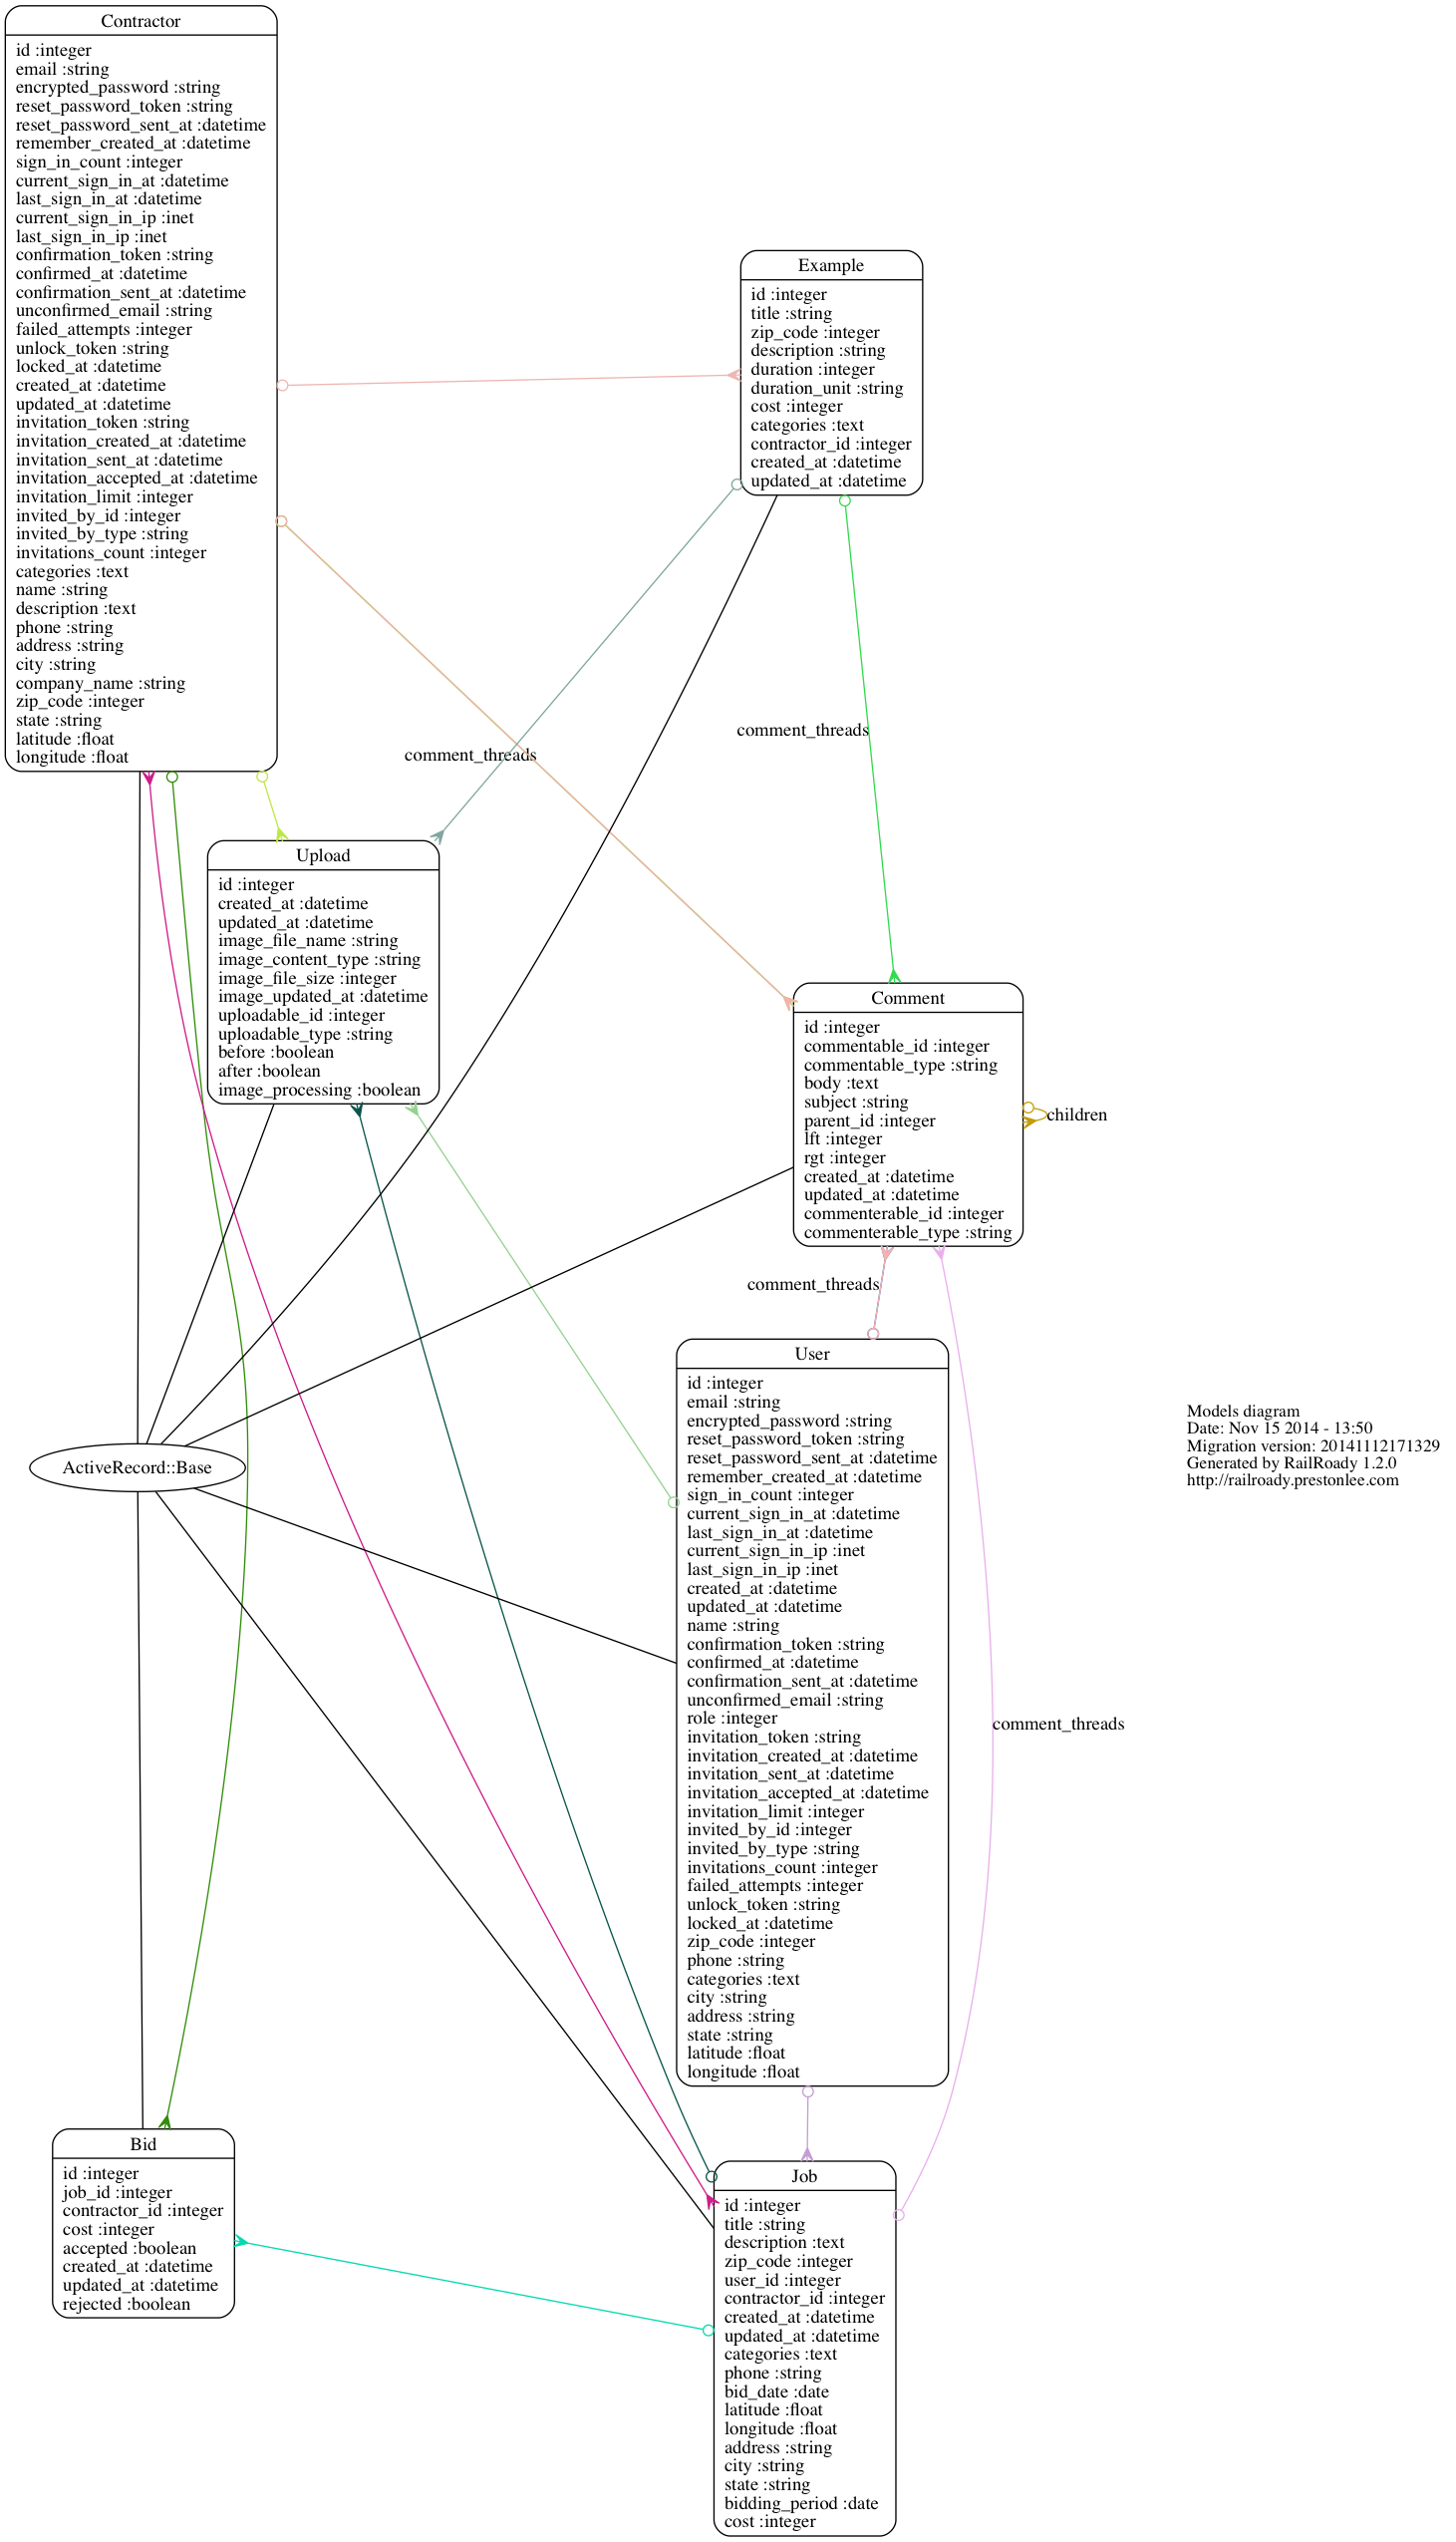 Contractor
id :integer
email :string
encrypted_password :string
reset_password_token :string
reset_password_sent_at :datetime
remember_created_at :datetime
sign_in_count :integer
current_sign_in_at :datetime
last_sign_in_at :datetime
current_sign_in_ip :inet
last_sign_in_ip :inet
confirmation_token :string
confirmed_at :datetime
confirmation_sent_at :datetime
unconfirmed_email :string
failed_attempts :integer
unlock_token :string
locked_at :datetime
created_at :datetime
updated_at :datetime
invitation_token :string
invitation_created_at :datetime
invitation_sent_at :datetime
invitation_accepted_at :datetime
invitation_limit :integer
invited_by_id :integer
invited_by_type :string
invitations_count :integer
categories :text
name :string
description :text
phone :string
address :string
city :string
company_name :string
zip_code :integer
state :string
latitude :float
longitude :float
Example
id :integer
title :string
zip_code :integer
description :string
duration :integer
duration_unit :string
cost :integer
categories :text
contractor_id :integer
created_at :datetime
updated_at :datetime
comment_threads
comment_threads
Upload
id :integer
created_at :datetime
updated_at :datetime
image_file_name :string
image_content_type :string
image_file_size :integer
image_updated_at :datetime
uploadable_id :integer
uploadable_type :string
before :boolean
after :boolean
image_processing :boolean
Comment
id :integer
commentable_id :integer
commentable_type :string
body :text
subject :string
parent_id :integer
lft :integer
rgt :integer
created_at :datetime
updated_at :datetime
commenterable_id :integer
commenterable_type :string
children
comment_threads
User
id :integer
email :string
encrypted_password :string
reset_password_token :string
reset_password_sent_at :datetime
remember_created_at :datetime
sign_in_count :integer
current_sign_in_at :datetime
last_sign_in_at :datetime
current_sign_in_ip :inet
last_sign_in_ip :inet
created_at :datetime
updated_at :datetime
name :string
confirmation_token :string
confirmed_at :datetime
confirmation_sent_at :datetime
unconfirmed_email :string
role :integer
invitation_token :string
invitation_created_at :datetime
invitation_sent_at :datetime
invitation_accepted_at :datetime
invitation_limit :integer
invited_by_id :integer
invited_by_type :string
invitations_count :integer
failed_attempts :integer
unlock_token :string
locked_at :datetime
zip_code :integer
phone :string
categories :text
city :string
address :string
state :string
latitude :float
longitude :float
Models diagram
Date: Nov 15 2014 - 13:50
Migration version: 20141112171329
Generated by RailRoady 1.2.0
http://railroady.prestonlee.com
ActiveRecord::Base
comment_threads
Bid
id :integer
job_id :integer
contractor_id :integer
cost :integer
accepted :boolean
created_at :datetime
updated_at :datetime
rejected :boolean
Job
id :integer
title :string
description :text
zip_code :integer
user_id :integer
contractor_id :integer
created_at :datetime
updated_at :datetime
categories :text
phone :string
bid_date :date
latitude :float
longitude :float
address :string
city :string
state :string
bidding_period :date
cost :integer